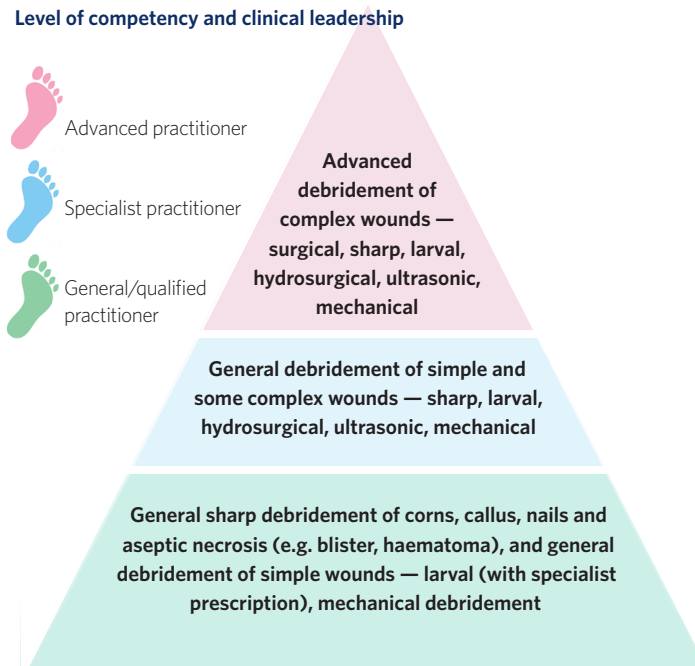 Level of competency and clinical leadership
Advanced practitioner
Specialist practitioner
General/qualified
practitioner
Advanced
debridement of
complex wounds —
surgical, sharp, larval,
hydrosurgical, ultrasonic,
mechanical
General debridement of simple and
some complex wounds — sharp, larval,
hydrosurgical, ultrasonic, mechanical
General sharp debridement of corns, callus, nails and
aseptic necrosis (e.g. blister, haematoma), and general
debridement of simple wounds — larval (with specialist
prescription), mechanical debridement